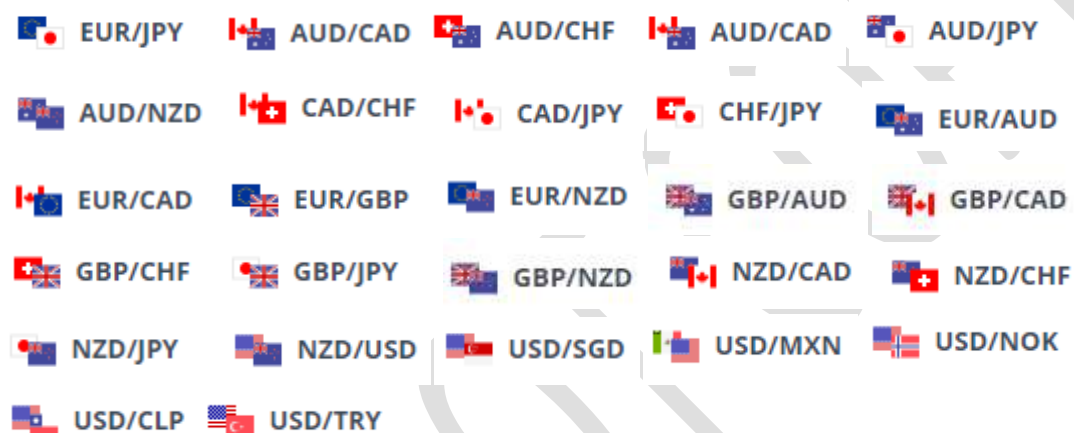 EUR/JPY AUD/CAD AUD/CHF AUD/CAD AUD/JPY
AUD/NZD CAD/CHF CAD/JPY CHF/JPY EUR/AUD
EUR/CAD EUR/GBP EUR/NZD GBP/AUD GBP/CAD
GBP/CHF GBP/JPY GBP/NZD NZD/CAD NZD/CHF
NZD/JPY NZD/USD USD/SGD USD/MXN USD/NOK
USD/CLP USD/TRY